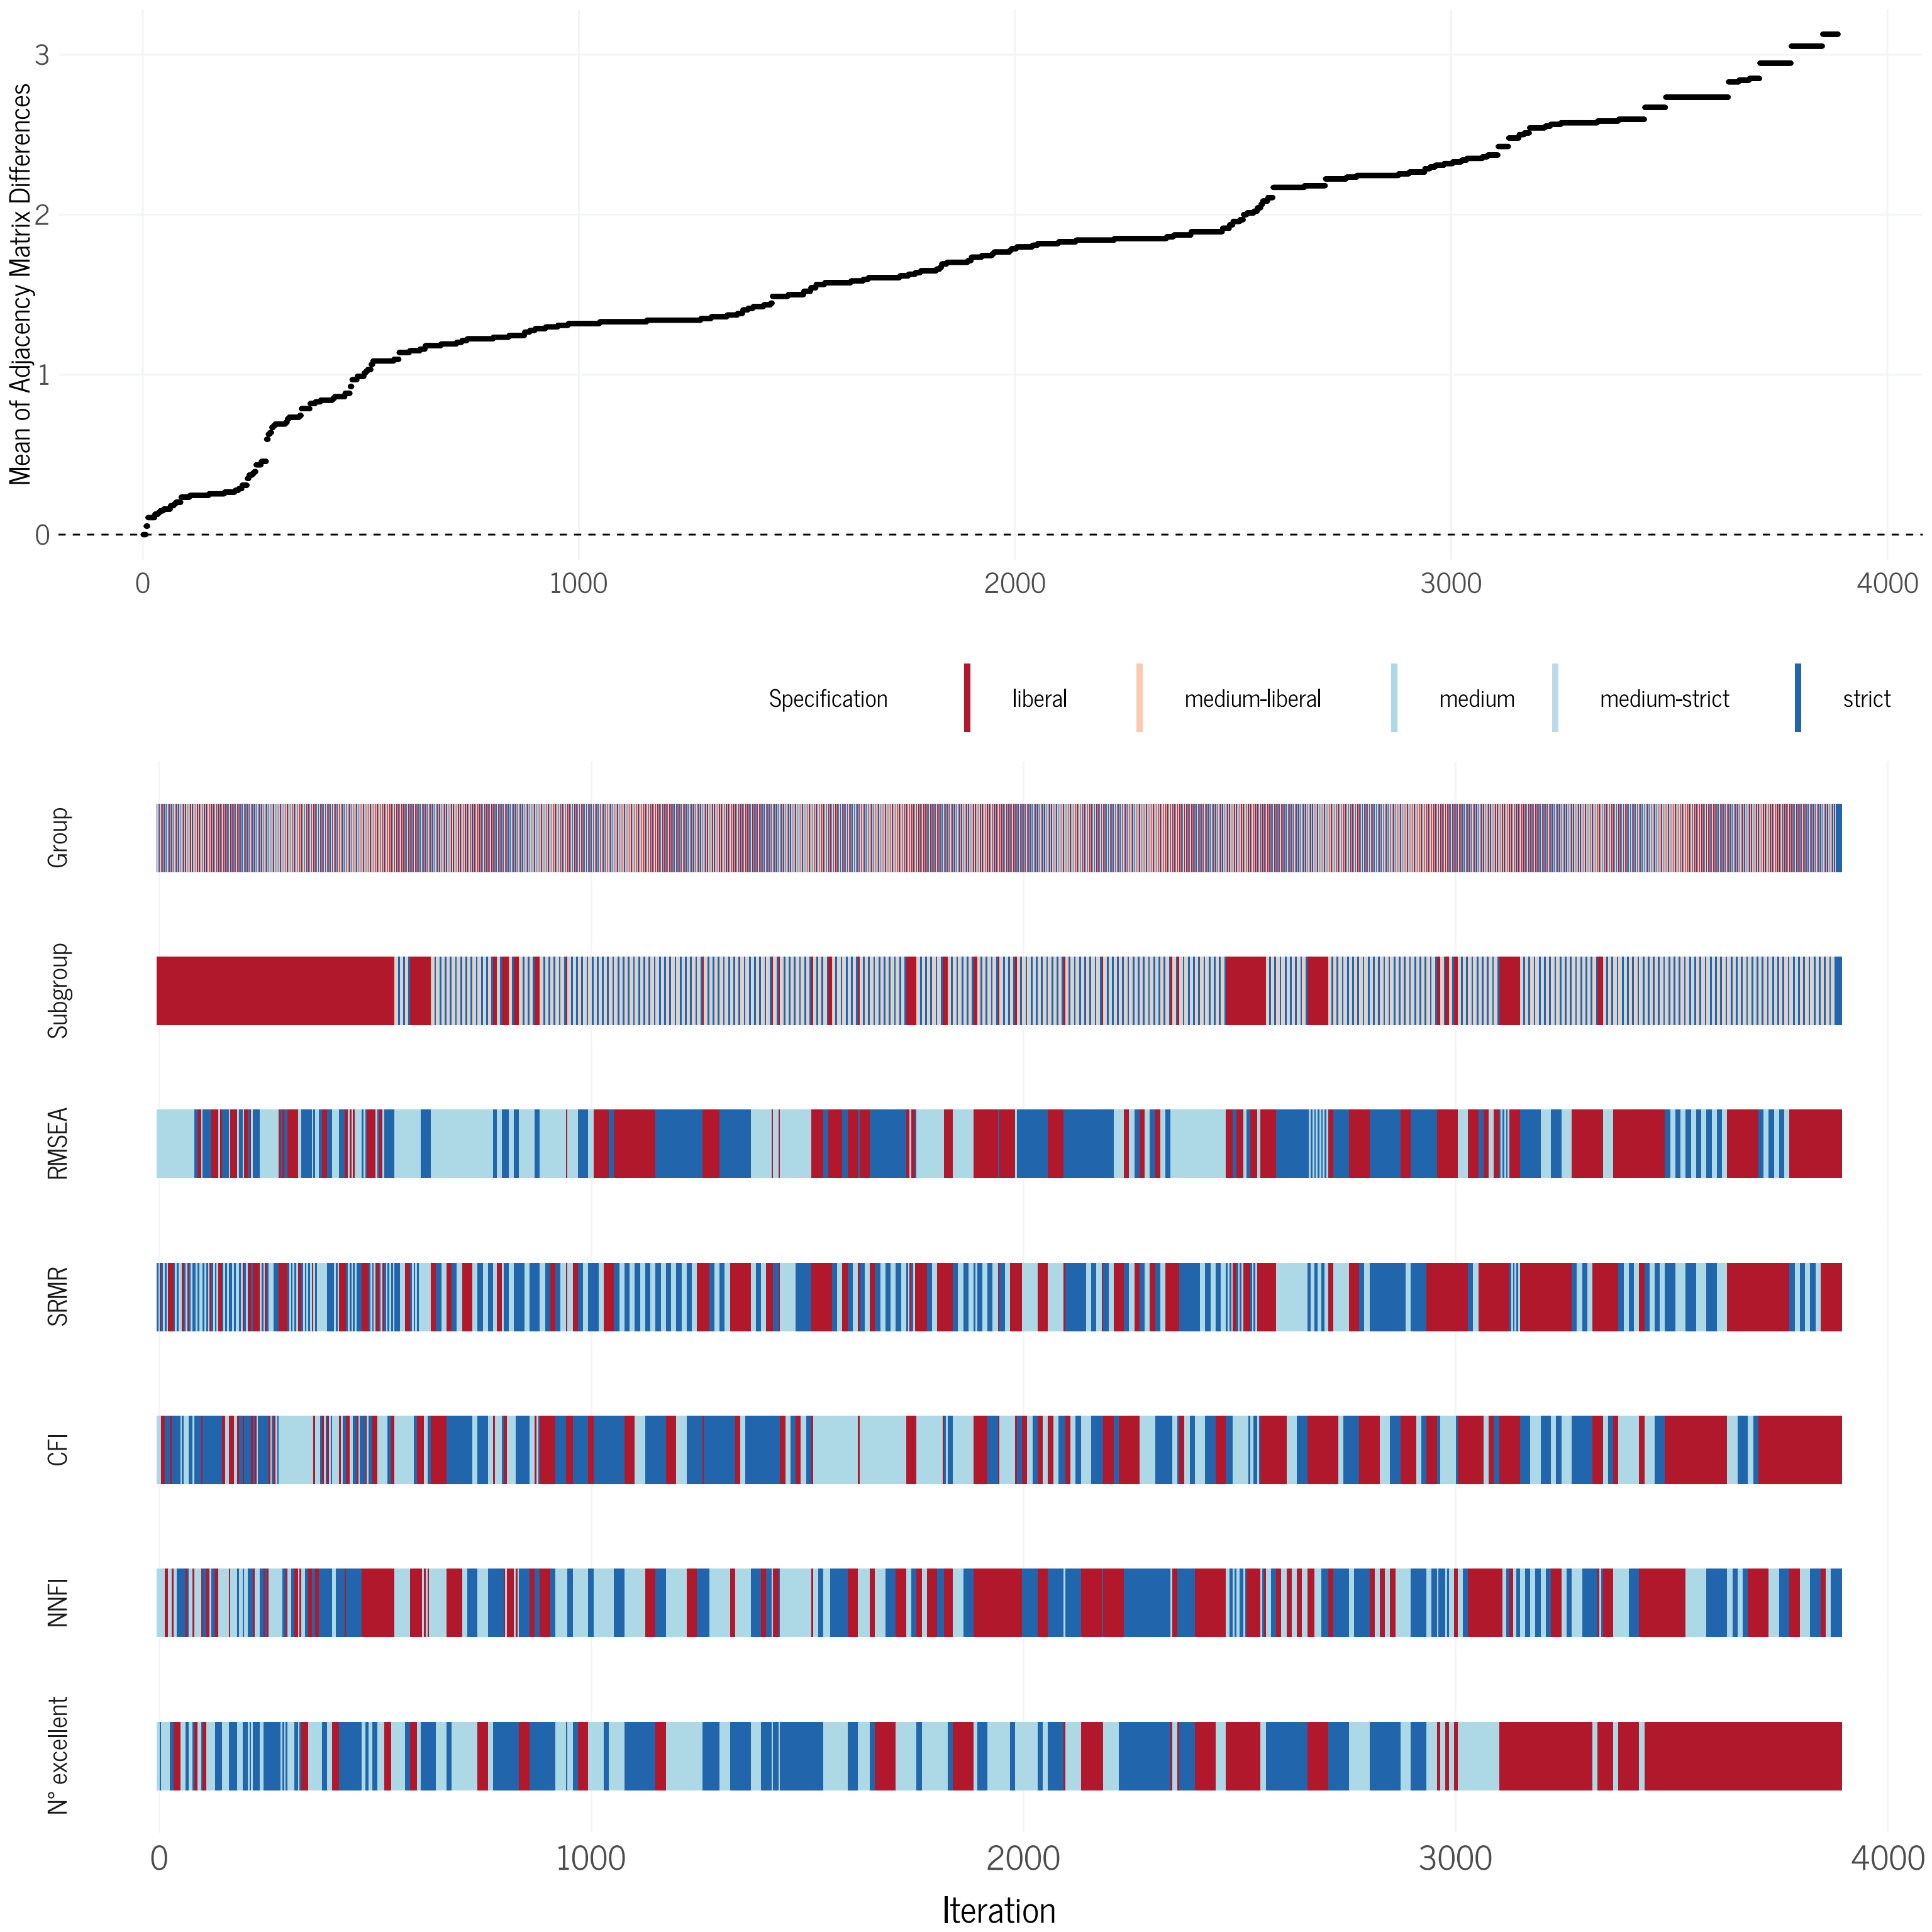 Mean of Adjacency Matrix Differences
3
2
1
0
0 1000 2000 3000 4000
Specification liberal medium-liberal medium medium-strict strict
Group
Subgroup
RMSEA
SRMR
CFI
NNFI
N° excellent
0 1000 2000 3000 4000
Iteration